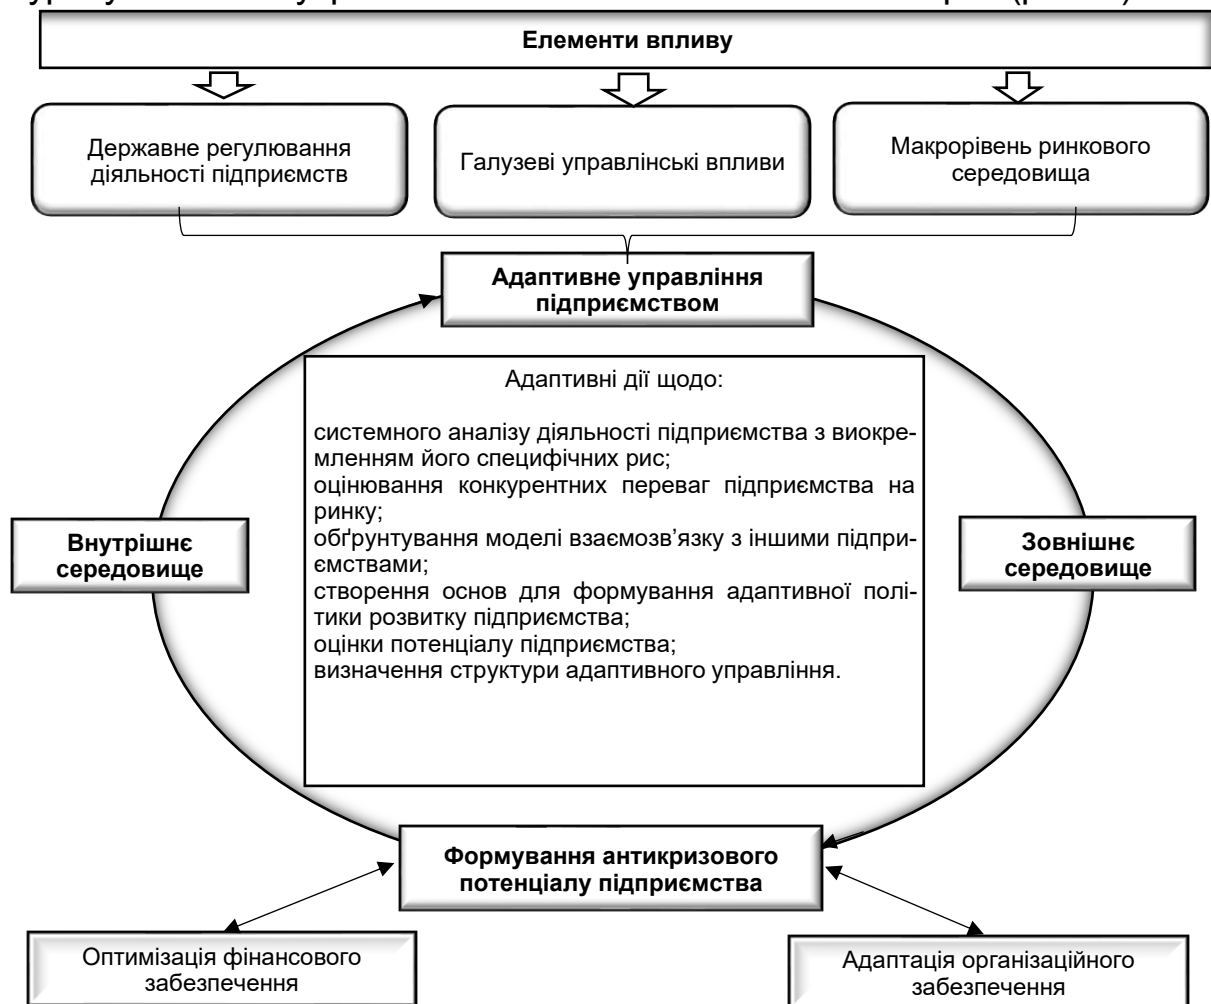 Елементи впливу
Державне регулювання
діяльності підприємств
Галузеві управлінські впливи
Макрорівень ринкового
середовища
Адаптивне управління
підприємством
Адаптивні дії щодо:
системного аналізу діяльності підприємства з виокре-
мленням його специфічних рис;
оцінювання конкурентних переваг підприємства на
ринку;
обґрунтування моделі взаємозв’язку з іншими підпри-
ємствами;
створення основ для формування адаптивної полі-
тики розвитку підприємства;
оцінки потенціалу підприємства;
визначення структури адаптивного управління.
Внутрішнє
середовище
Зовнішнє
середовище
Формування антикризового
потенціалу підприємства
Оптимізація фінансового
забезпечення
Адаптація організаційного
забезпечення